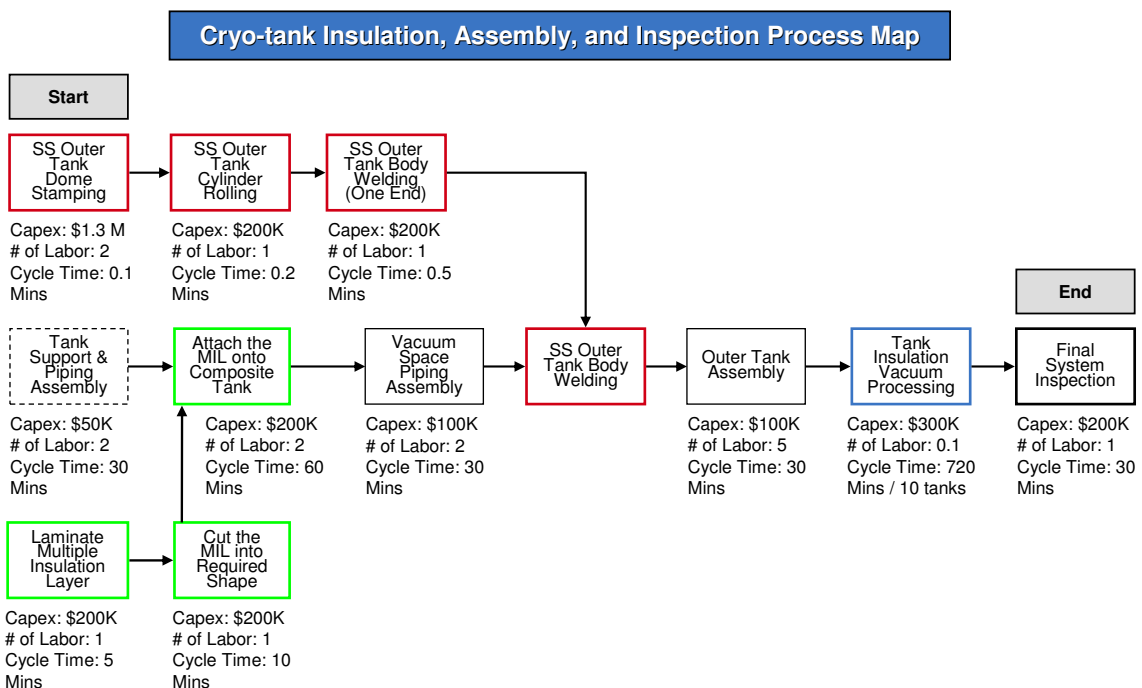 Cryo-tank Insulation, Assembly, and Inspection Process Map
Start
SS Outer
Tank
Dome
Stamping
SS Outer
Tank
Cylinder
Rolling
SS Outer
Tank Body
Welding
(One End)
Capex: $1.3 M
# of Labor: 2
Cycle Time: 0.1
Mins
Capex: $200K
# of Labor: 1
Cycle Time: 0.2
Mins
Capex: $200K
# of Labor: 1
Cycle Time: 0.5
Mins
End
Tank
Support &
Piping
Assembly
Attach the
MIL onto
Composite
Tank
Vacuum
Space
Piping
Assembly
SS Outer
Tank Body
Welding
Outer Tank
Assembly
Tank
Insulation
Vacuum
Processing
Final
System
Inspection
Capex: $50K
# of Labor: 2
Cycle Time: 30
Mins
Capex: $200K
# of Labor: 2
Cycle Time: 60
Mins
Capex: $100K
# of Labor: 2
Cycle Time: 30
Mins
Capex: $100K
# of Labor: 5
Cycle Time: 30
Mins
Capex: $300K
# of Labor: 0.1
Cycle Time: 720
Mins / 10 tanks
Capex: $200K
# of Labor: 1
Cycle Time: 30
Mins
Laminate
Multiple
Insulation
Layer
Cut the
MIL into
Required
Shape
Capex: $200K
# of Labor: 1
Cycle Time: 5
Mins
Capex: $200K
# of Labor: 1
Cycle Time: 10
Mins